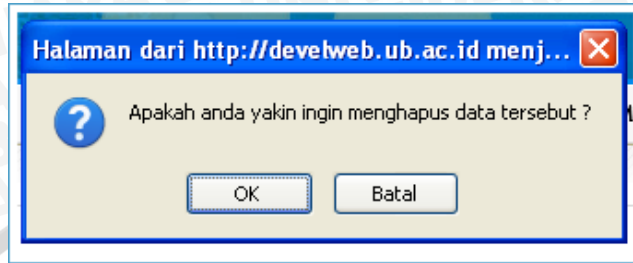 Halaman dari http://develweb.ub.ac.id menj...
Apakah anda yakin ingin menghapus data tersebut ?
OK
Batal